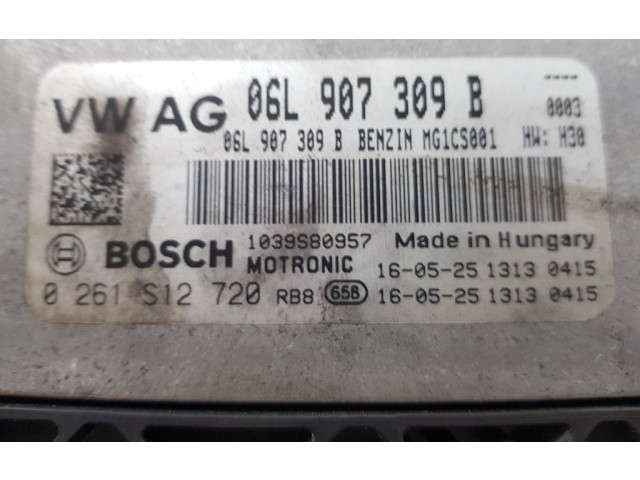 VW AG 06L 907 309 B ----
0003
06L 907 309 B BENZIN MG1CS001 HW: H30
BOSCH 1039S80957 Made in Hungary
MOTRONIC 16-05-25 1313 0415
0 261 S12 720 RB8 658 16-05-25 1313 0415